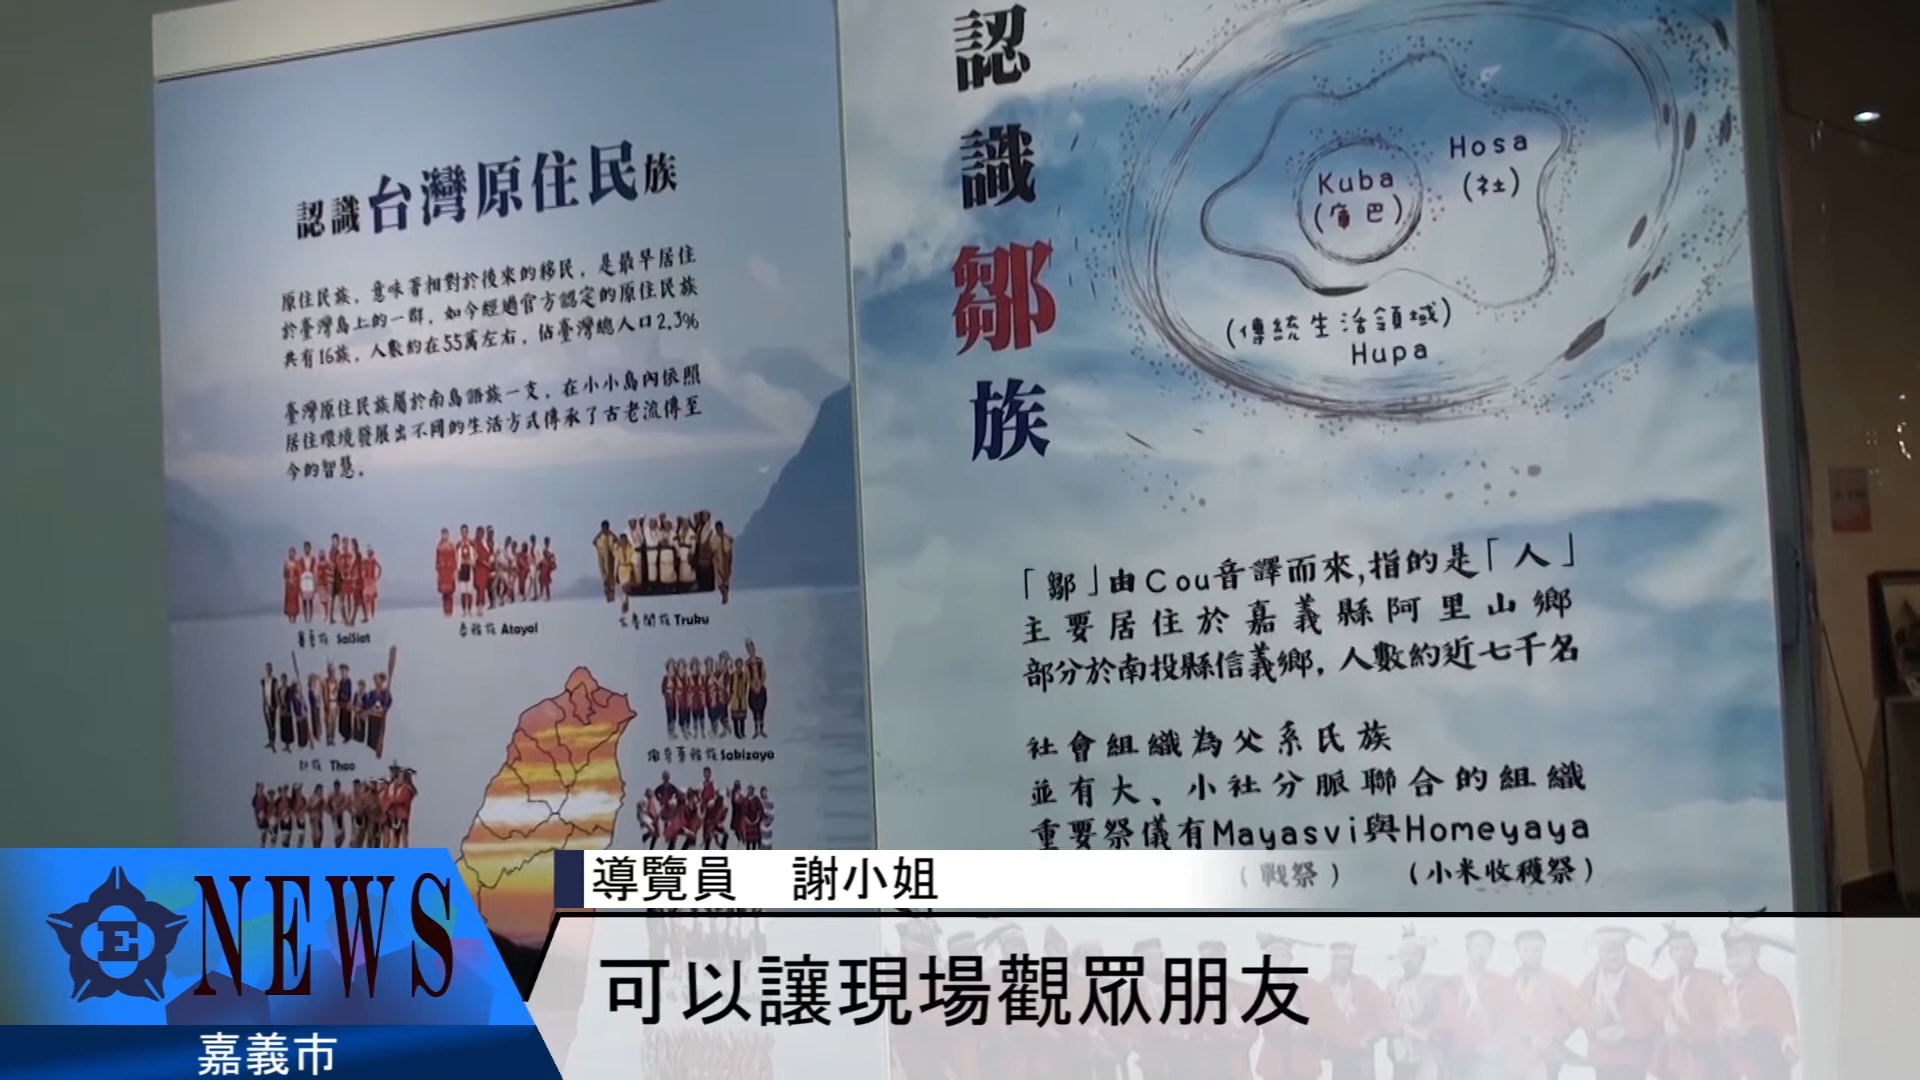 認識台灣原住民族
原住民族，意味著相對於後來的移民，是最早居住
於臺灣島上的一群，如今經過官方認定的原住民族
共有16族，人數約在55萬左右，佔臺灣總人口2.3%
臺灣原住民族屬於南島語族一支，在小小島內依照
居住環境發展出不同的生活方式傳承了古老流傳至
今的智慧。
賽夏族 SaiSiat
泰雅族 Atayal
太魯閣族 Truku
邵族 Thao
撒奇萊雅族 Sakizaya
認識鄒族
Hosa
(社)
Kuba
(庫巴)
(傳統生活領域)
Hupa
「鄒」由Cou音譯而來,指的是「人」
主要居住於嘉義縣阿里山鄉
部分於南投縣信義鄉,人數約近七千名
社會組織為父系氏族
並有大、小社分脈聯合的組織
重要祭儀有Mayasvi與Homeyaya
(戰祭) (小米收穫祭)
E NEWS
嘉義市
導覽員 謝小姐
可以讓現場觀眾朋友